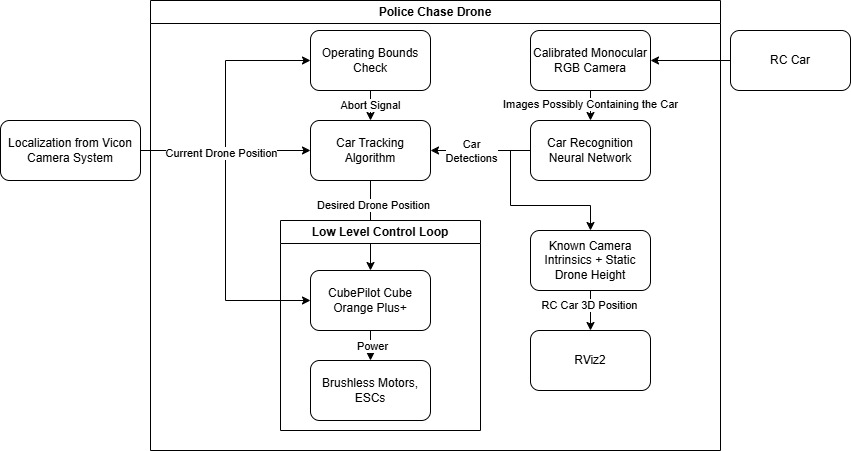 Police Chase Drone
Operating Bounds
Check
Calibrated Monocular
RGB Camera
RC Car
Abort Signal
Images Possibly Containing the Car
Localization from Vicon
Camera System
Current Drone Position
Car Tracking
Algorithm
Car
Detections
Car Recognition
Neural Network
Desired Drone Position
Low Level Control Loop
Known Camera
Intrinsics + Static
Drone Height
CubePilot Cube
Orange Plus+
RC Car 3D Position
Power
RViz2
Brushless Motors,
ESCs